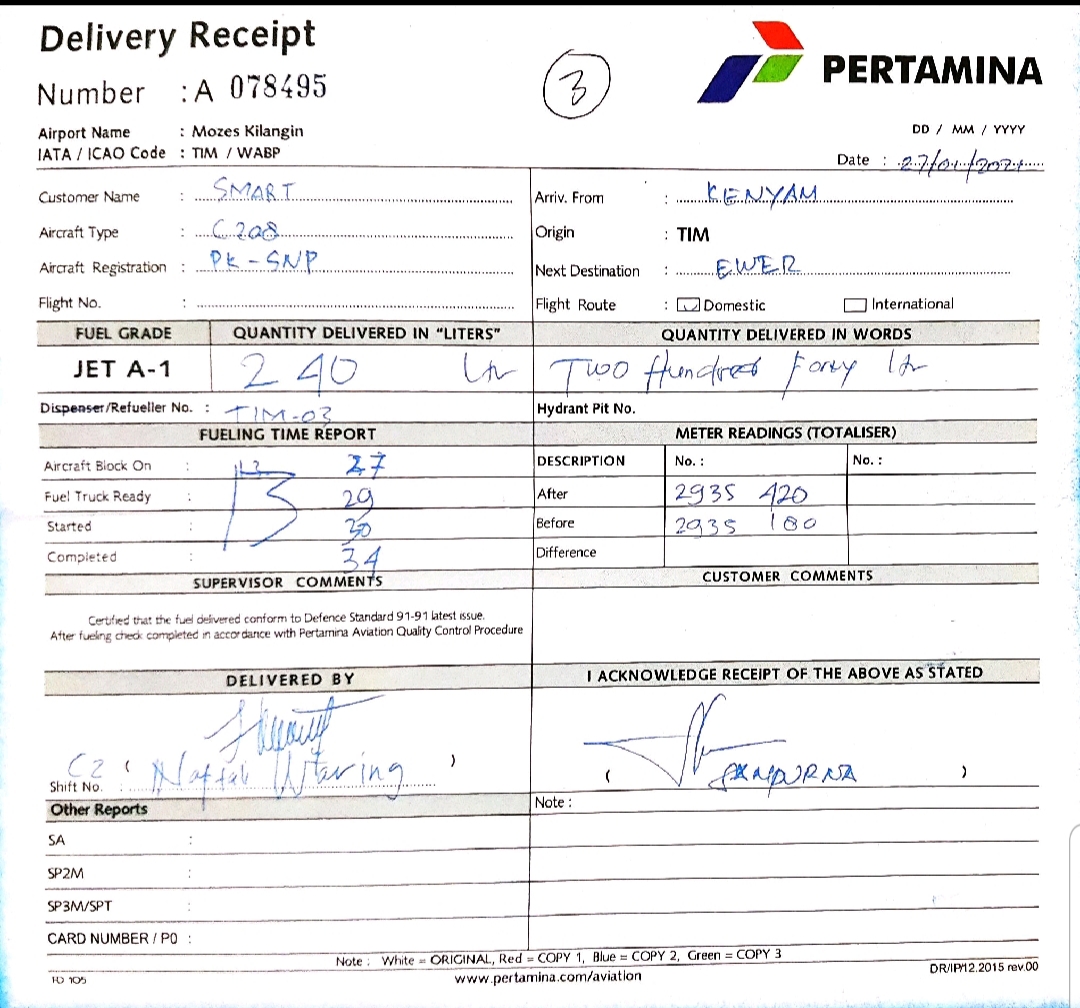 Delivery Receipt
Number : A 078495
3
PERTAMINA
Airport Name : Mozes Kilangin
IATA / ICAO Code : TIM / WABP
DD / MM / YYYY
Date : 27/01/2021
Customer Name : SMART
Aircraft Type : C208
Aircraft Registration : PK-SNP
Flight No. :
Arriv. From : KENYAM
Origin : TIM
Next Destination : EWER
Flight Route : Domestic International
FUEL GRADE QUANTITY DELIVERED IN "LITERS" QUANTITY DELIVERED IN WORDS
JET A-1 240 Ltr Two Hundred Forty ltr
Dispenser/Refueller No. : TIM-03 Hydrant Pit No.
FUELING TIME REPORT
Aircraft Block On : 13 27
Fuel Truck Ready : 29
Started : 30
Completed : 34
METER READINGS (TOTALISER)
DESCRIPTION No. : No. :
After 2935 420
Before 2935 180
Difference
SUPERVISOR COMMENTS CUSTOMER COMMENTS
Certified that the fuel delivered conform to Defence Standard 91-91 latest issue.
After fueling check completed in accordance with Pertamina Aviation Quality Control Procedure
DELIVERED BY I ACKNOWLEDGE RECEIPT OF THE ABOVE AS STATED
C2 ( Naftali )
Shift No. :
( )
Other Reports Note :
SA :
SP2M :
SP3M/SPT :
CARD NUMBER / PO :
Note : White = ORIGINAL, Red = COPY 1, Blue = COPY 2, Green = COPY 3
www.pertamina.com/aviation
DR/IP/12.2015 rev.00